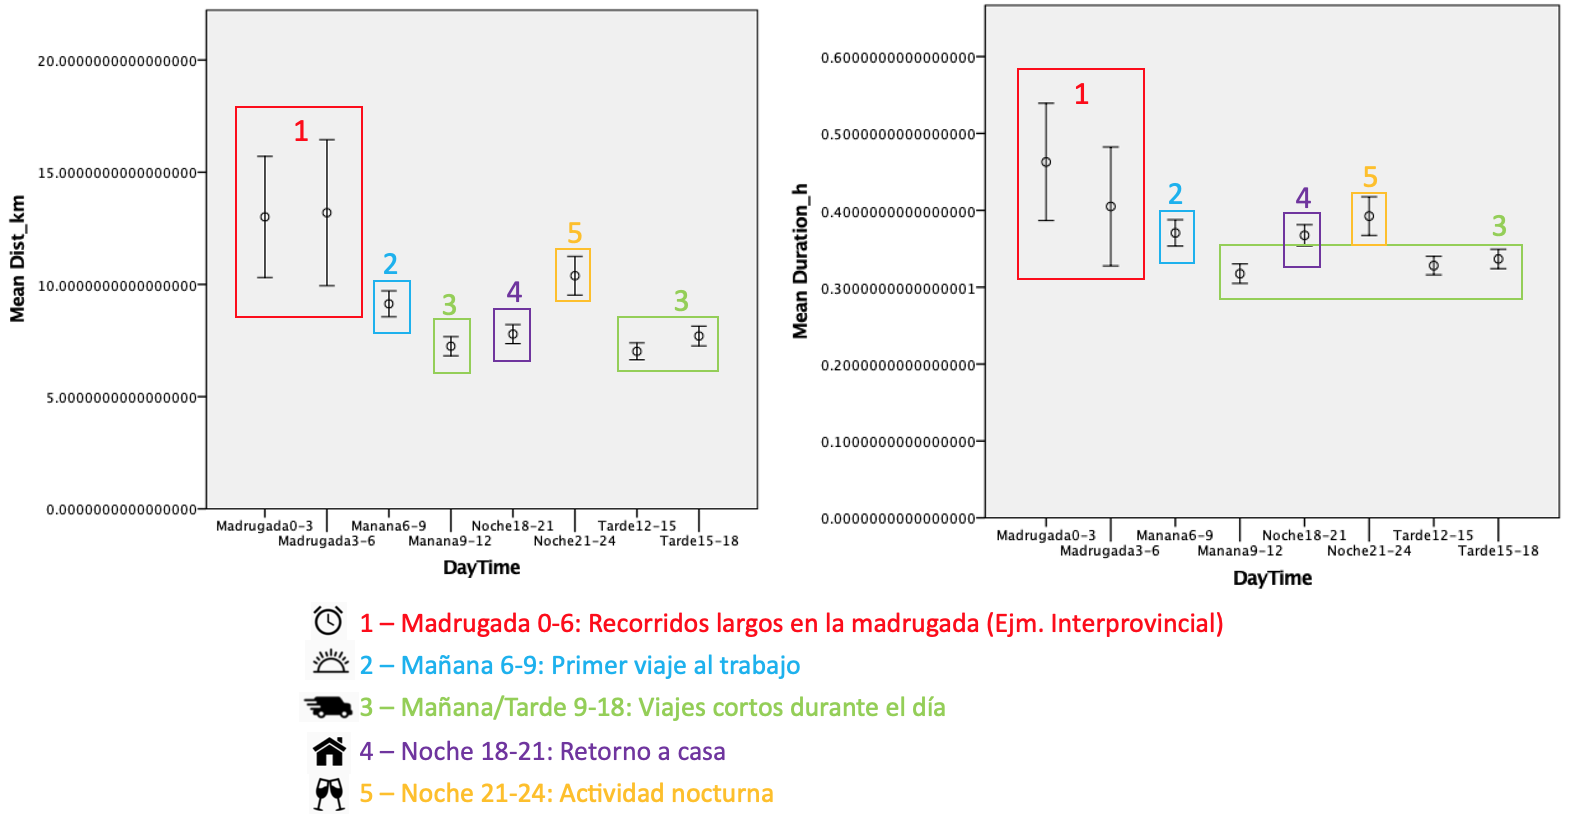 20.0000000000000000
15.0000000000000000
10.0000000000000000
5.0000000000000000
0.0000000000000000
Mean Dist_km
1
2
3
4
5
3
Madrugada0-3
Madrugada3-6
Manana6-9
Manana9-12
Noche18-21
Noche21-24
Tarde12-15
Tarde15-18
DayTime
0.6000000000000000
0.5000000000000000
0.4000000000000000
0.3000000000000001
0.2000000000000000
0.1000000000000000
0.0000000000000000
Mean Duration_h
1
2
4
5
3
Madrugada0-3
Madrugada3-6
Manana6-9
Manana9-12
Noche18-21
Noche21-24
Tarde12-15
Tarde15-18
DayTime
1 – Madrugada 0-6: Recorridos largos en la madrugada (Ejm. Interprovincial)
2 – Mañana 6-9: Primer viaje al trabajo
3 – Mañana/Tarde 9-18: Viajes cortos durante el día
4 – Noche 18-21: Retorno a casa
5 – Noche 21-24: Actividad nocturna